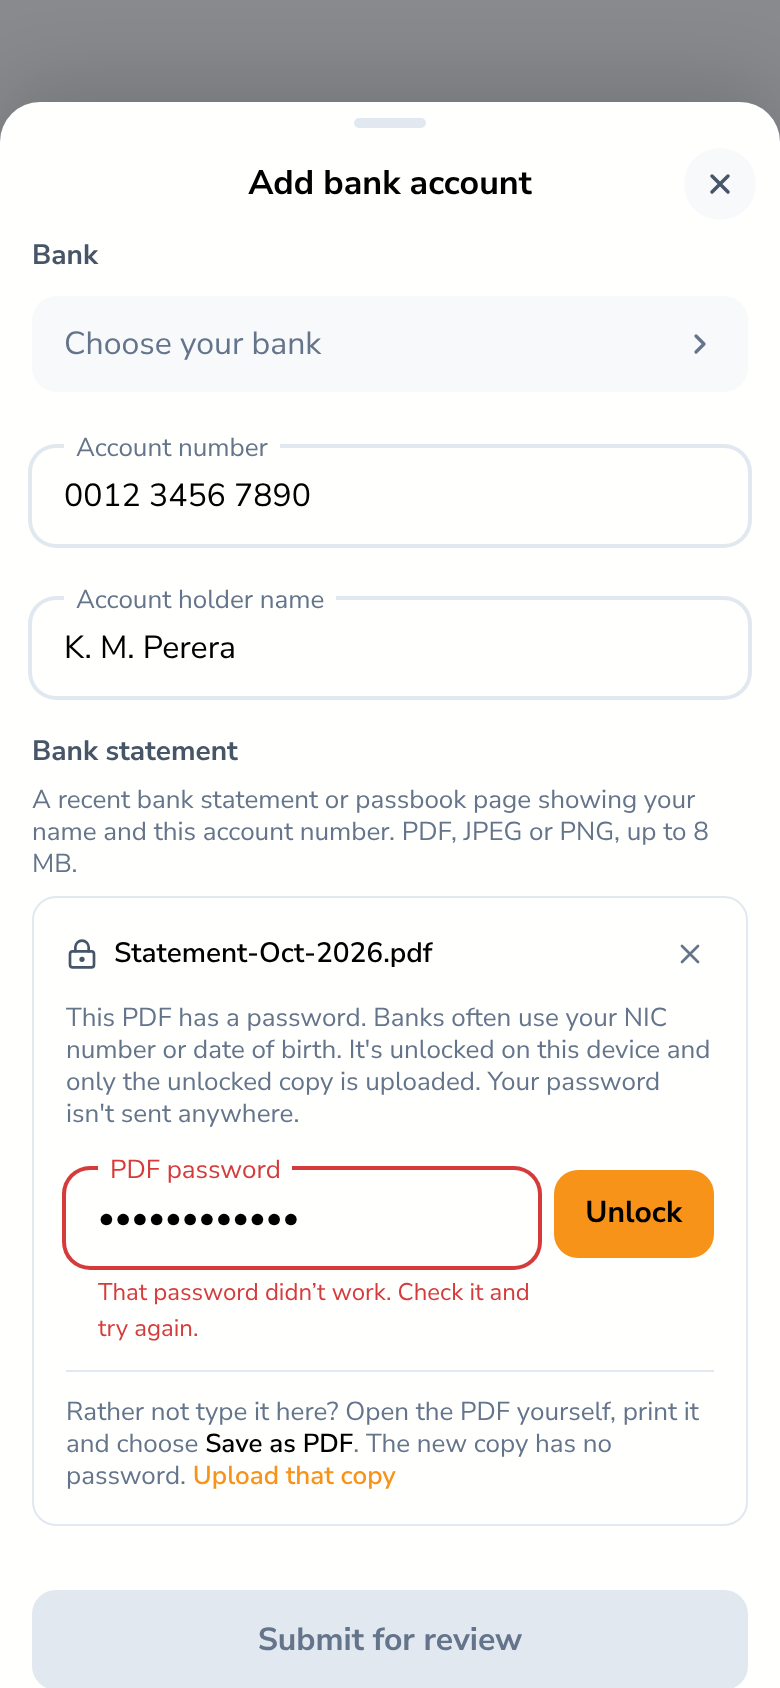 Add bank account
Bank
Choose your bank
Account number
0012 3456 7890
Account holder name
K. M. Perera
Bank statement
A recent bank statement or passbook page showing your
name and this account number. PDF, JPEG or PNG, up to 8
MB.
Statement-Oct-2026.pdf
This PDF has a password. Banks often use your NIC
number or date of birth. It's unlocked on this device and
only the unlocked copy is uploaded. Your password
isn't sent anywhere.
PDF password
••••••••••••
Unlock
That password didn’t work. Check it and
try again.
Rather not type it here? Open the PDF yourself, print it
and choose Save as PDF. The new copy has no
password. Upload that copy
Submit for review